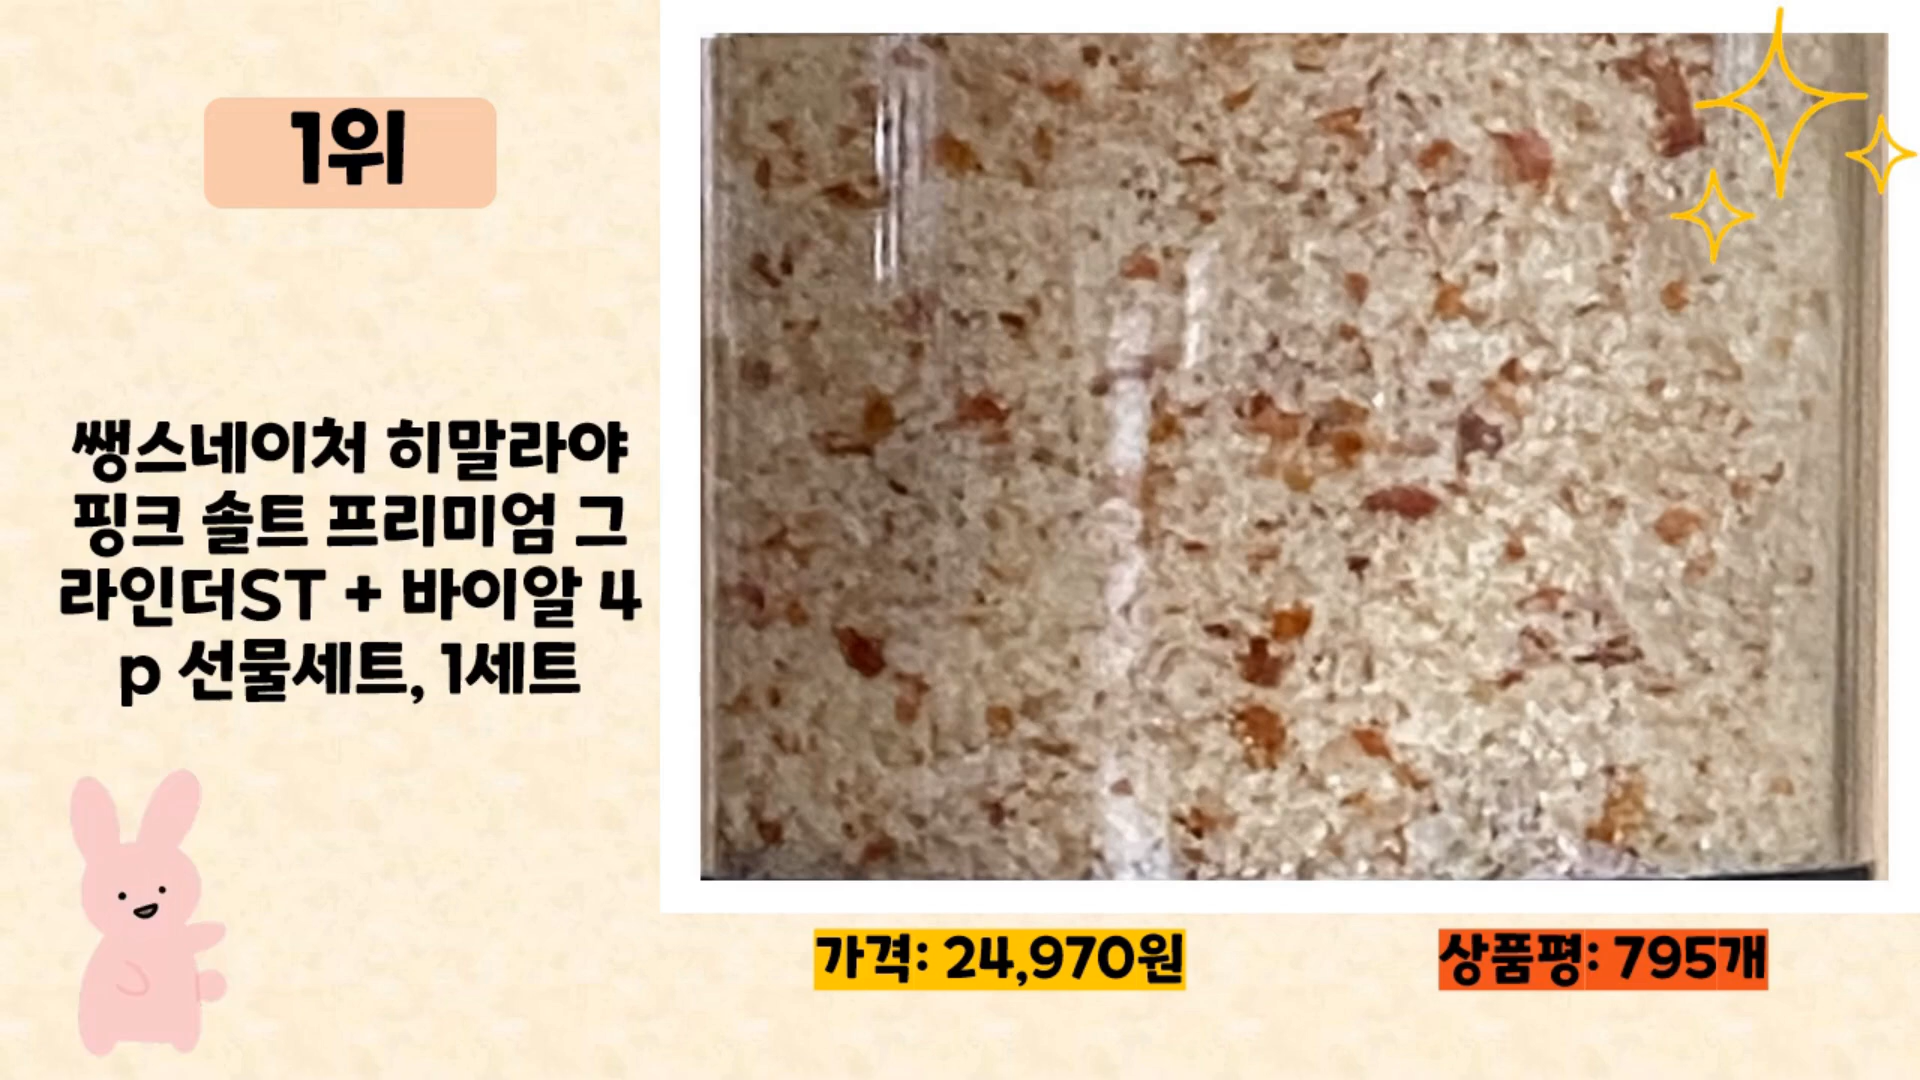 1위
쌩스네이처 히말라야
핑크 솔트 프리미엄 그
라인더ST + 바이알 4
p 선물세트, 1세트
가격: 24,970원
상품평: 795개